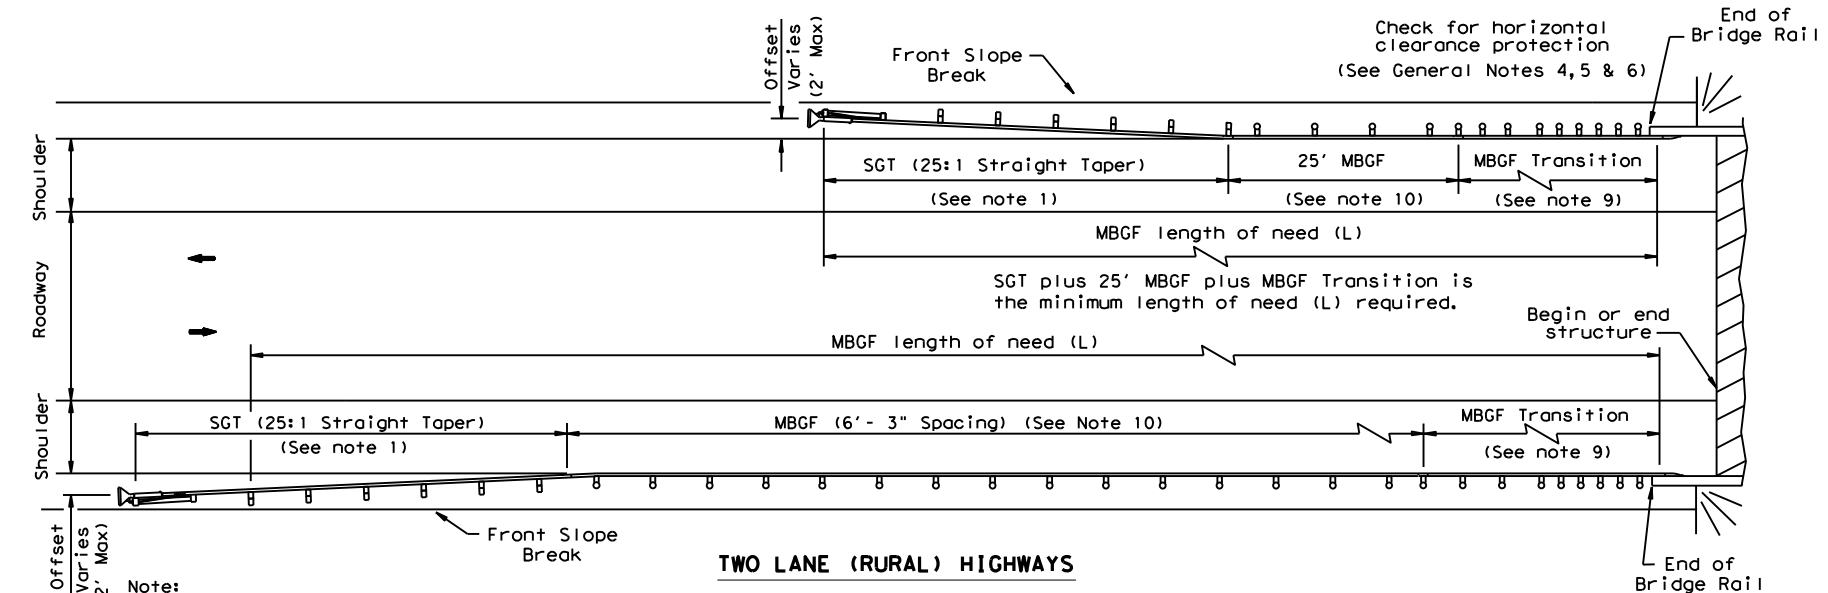 Offset
Varies
(2' Max)
Front Slope
Break
Check for horizontal
clearance protection
(See General Notes 4,5 & 6)
End of
Bridge Rail
Shoulder
SGT (25:1 Straight Taper)
(See note 1)
25' MBGF
(See note 10)
MBGF Transition
(See note 9)
MBGF length of need (L)
SGT plus 25' MBGF plus MBGF Transition is
the minimum length of need (L) required.
Roadway
Begin or end
structure
MBGF length of need (L)
Shoulder
SGT (25:1 Straight Taper)
(See note 1)
MBGF (6'- 3" Spacing) (See Note 10)
MBGF Transition
(See note 9)
Offset
Varies
2' Max)
Front Slope
Break
TWO LANE (RURAL) HIGHWAYS
End of
Bridge Rail
Note: